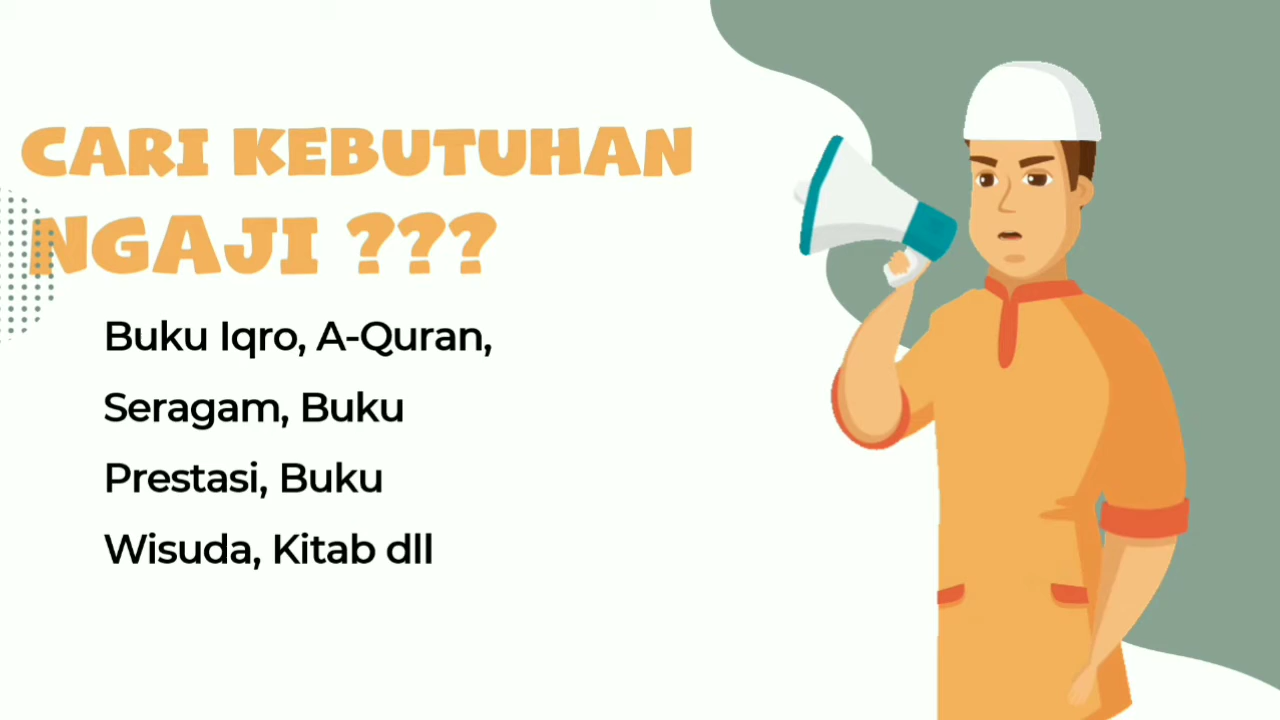 CARI KEBUTUHAN
NGAJI ???
Buku Iqro, A-Quran,
Seragam, Buku
Prestasi, Buku
Wisuda, Kitab dll